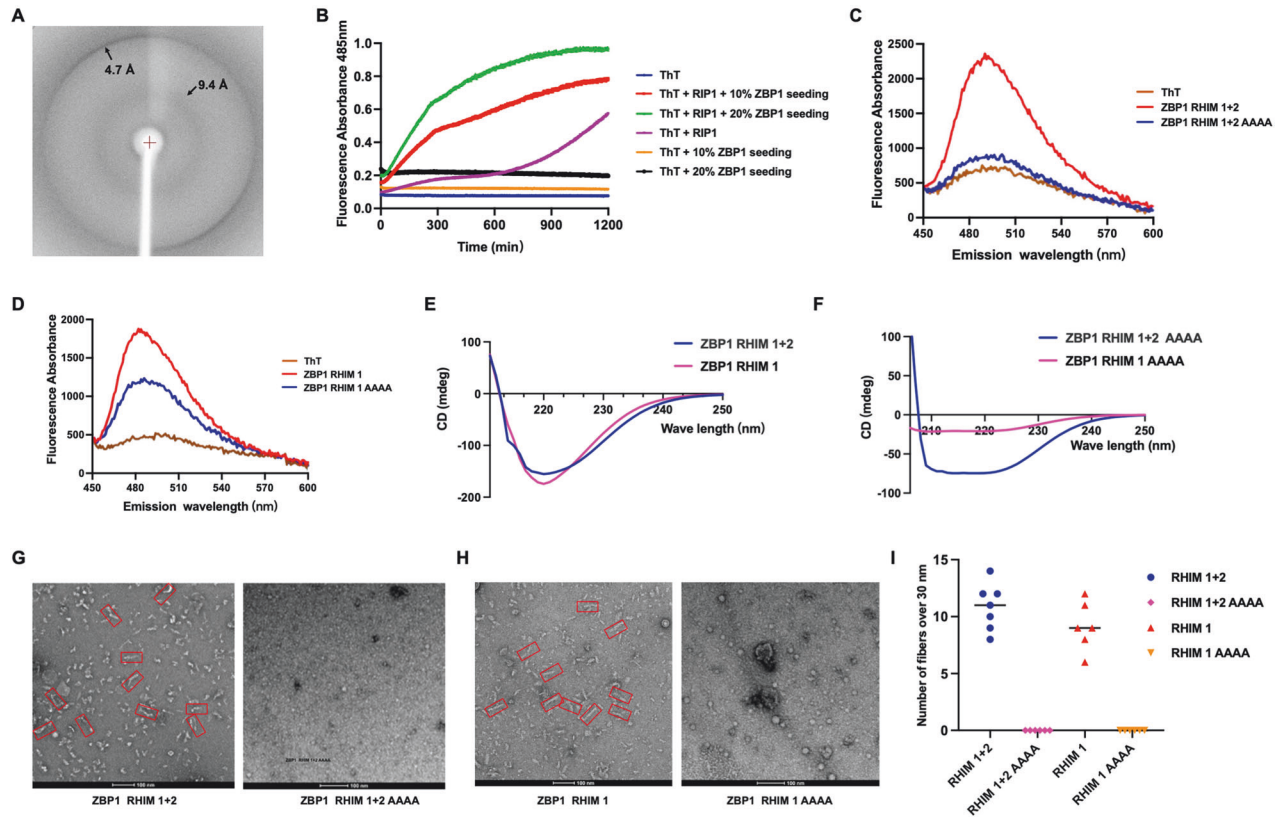 A
4.7 Å
9.4 Å
B
Fluorescence Absorbance 485nm
1.0
0.8
0.6
0.4
0.2
0.0
0
300
600
900
1200
Time (min)
ThT
ThT + RIP1 + 10% ZBP1 seeding
ThT + RIP1 + 20% ZBP1 seeding
ThT + RIP1
ThT + 10% ZBP1 seeding
ThT + 20% ZBP1 seeding
C
Fluorescence Absorbance
2500
2000
1500
1000
500
0
450
480
510
540
570
600
Emission wavelength (nm)
ThT
ZBP1 RHIM 1+2
ZBP1 RHIM 1+2 AAAA
D
Fluorescence Absorbance
2000
1500
1000
500
0
450
480
510
540
570
600
Emission wavelength (nm)
ThT
ZBP1 RHIM 1
ZBP1 RHIM 1 AAAA
E
CD (mdeg)
100
0
-100
-200
220
230
240
250
Wave length (nm)
ZBP1 RHIM 1+2
ZBP1 RHIM 1
F
CD (mdeg)
100
50
0
-50
-100
210
220
230
240
250
Wave length (nm)
ZBP1 RHIM 1+2 AAAA
ZBP1 RHIM 1 AAAA
G
100 nm
ZBP1 RHIM 1+2
ZBP1 RHIM 1+2 AAAA
100 nm
ZBP1 RHIM 1+2 AAAA
H
100 nm
ZBP1 RHIM 1
100 nm
ZBP1 RHIM 1 AAAA
I
Number of fibers over 30 nm
15
10
5
0
RHIM 1+2
RHIM 1+2 AAAA
RHIM 1
RHIM 1 AAAA
RHIM 1+2
RHIM 1+2 AAAA
RHIM 1
RHIM 1 AAAA